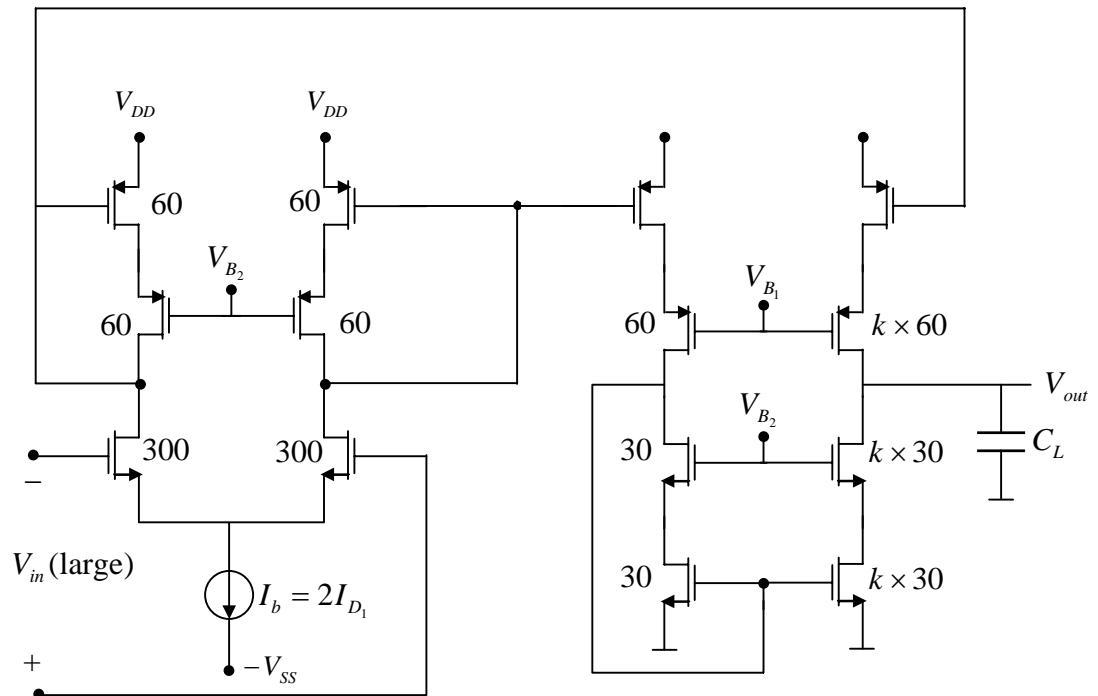 V_DD
V_DD
60
60
V_B2
V_B1
60
60
60
k × 60
V_out
V_B2
300
300
30
k × 30
C_L
−
V_in (large)
I_b = 2I_D1
30
k × 30
+
−V_SS